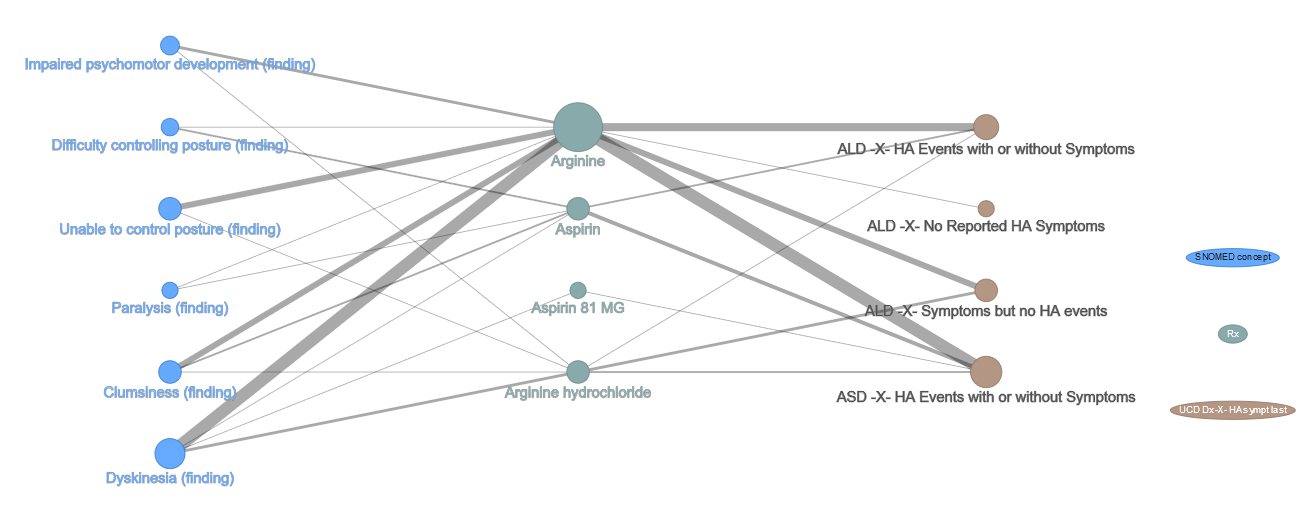 Impaired psychomotor development (finding)
Difficulty controlling posture (finding)
Unable to control posture (finding)
Paralysis (finding)
Clumsiness (finding)
Dyskinesia (finding)
Arginine
Aspirin
Aspirin 81 MG
Arginine hydrochloride
ALD -X- HA Events with or without Symptoms
ALD -X- No Reported HA Symptoms
ALD -X- Symptoms but no HA events
ASD -X- HA Events with or without Symptoms
SNOMED concept
Rx
UCD Dx-X- HA sympt last